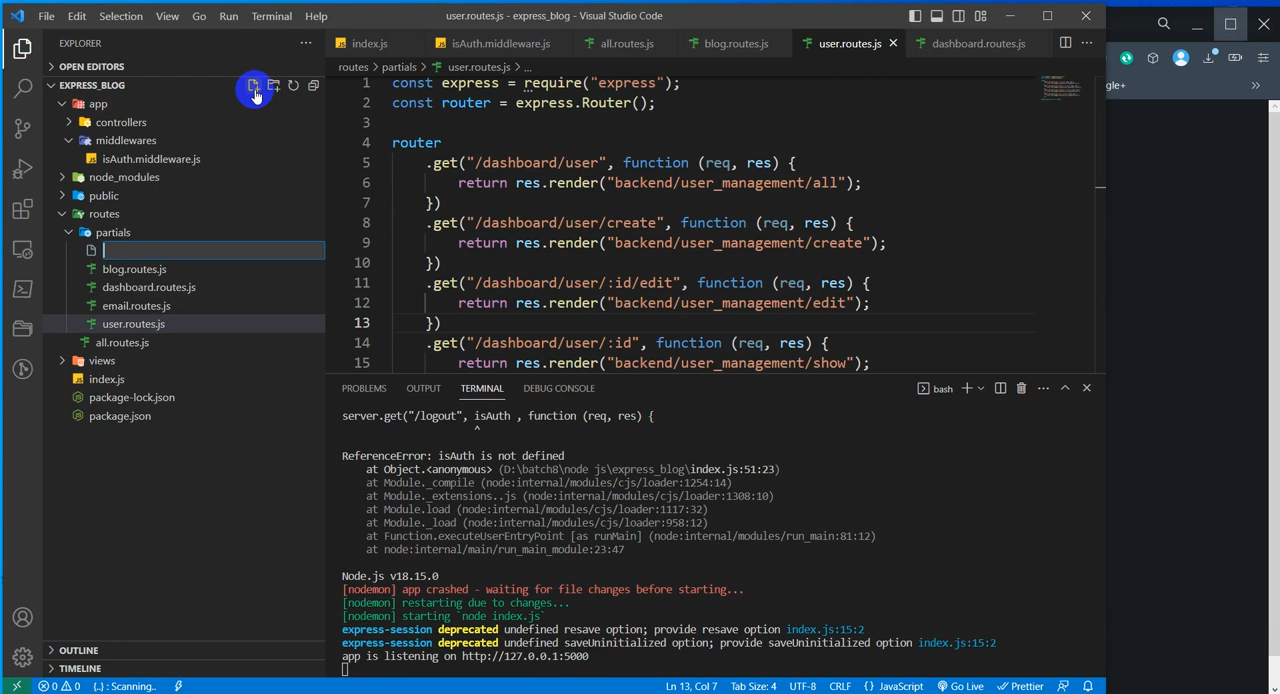 File Edit Selection View Go Run Terminal Help
user.routes.js - express_blog - Visual Studio Code
EXPLORER
OPEN EDITORS
EXPRESS_BLOG
app
controllers
middlewares
isAuth.middleware.js
node_modules
public
routes
partials
blog.routes.js
dashboard.routes.js
email.routes.js
user.routes.js
all.routes.js
views
index.js
package-lock.json
package.json
OUTLINE
TIMELINE
index.js isAuth.middleware.js all.routes.js blog.routes.js user.routes.js dashboard.routes.js
routes > partials > user.routes.js > ...
1 const express = require("express");
2 const router = express.Router();
3
4 router
5 .get("/dashboard/user", function (req, res) {
6 return res.render("backend/user_management/all");
7 })
8 .get("/dashboard/user/create", function (req, res) {
9 return res.render("backend/user_management/create");
10 })
11 .get("/dashboard/user/:id/edit", function (req, res) {
12 return res.render("backend/user_management/edit");
13 })
14 .get("/dashboard/user/:id", function (req, res) {
15 return res.render("backend/user_management/show");
PROBLEMS OUTPUT TERMINAL DEBUG CONSOLE
bash
server.get("/logout", isAuth , function (req, res) {
^
ReferenceError: isAuth is not defined
at Object.<anonymous> (D:\batch8\node js\express_blog\index.js:51:23)
at Module._compile (node:internal/modules/cjs/loader:1254:14)
at Module._extensions..js (node:internal/modules/cjs/loader:1308:10)
at Module.load (node:internal/modules/cjs/loader:1117:32)
at Module._load (node:internal/modules/cjs/loader:958:12)
at Function.executeUserEntryPoint [as runMain] (node:internal/modules/run_main:81:12)
at node:internal/main/run_main_module:23:47
Node.js v18.15.0
[nodemon] app crashed - waiting for file changes before starting...
[nodemon] restarting due to changes...
[nodemon] starting `node index.js`
express-session deprecated undefined resave option; provide resave option index.js:15:2
express-session deprecated undefined saveUninitialized option; provide saveUninitialized option index.js:15:2
app is listening on http://127.0.0.1:5000
0 0 {..} : Scanning.. Ln 13, Col 7 Tab Size: 4 UTF-8 CRLF {} JavaScript Go Live Prettier
gle+